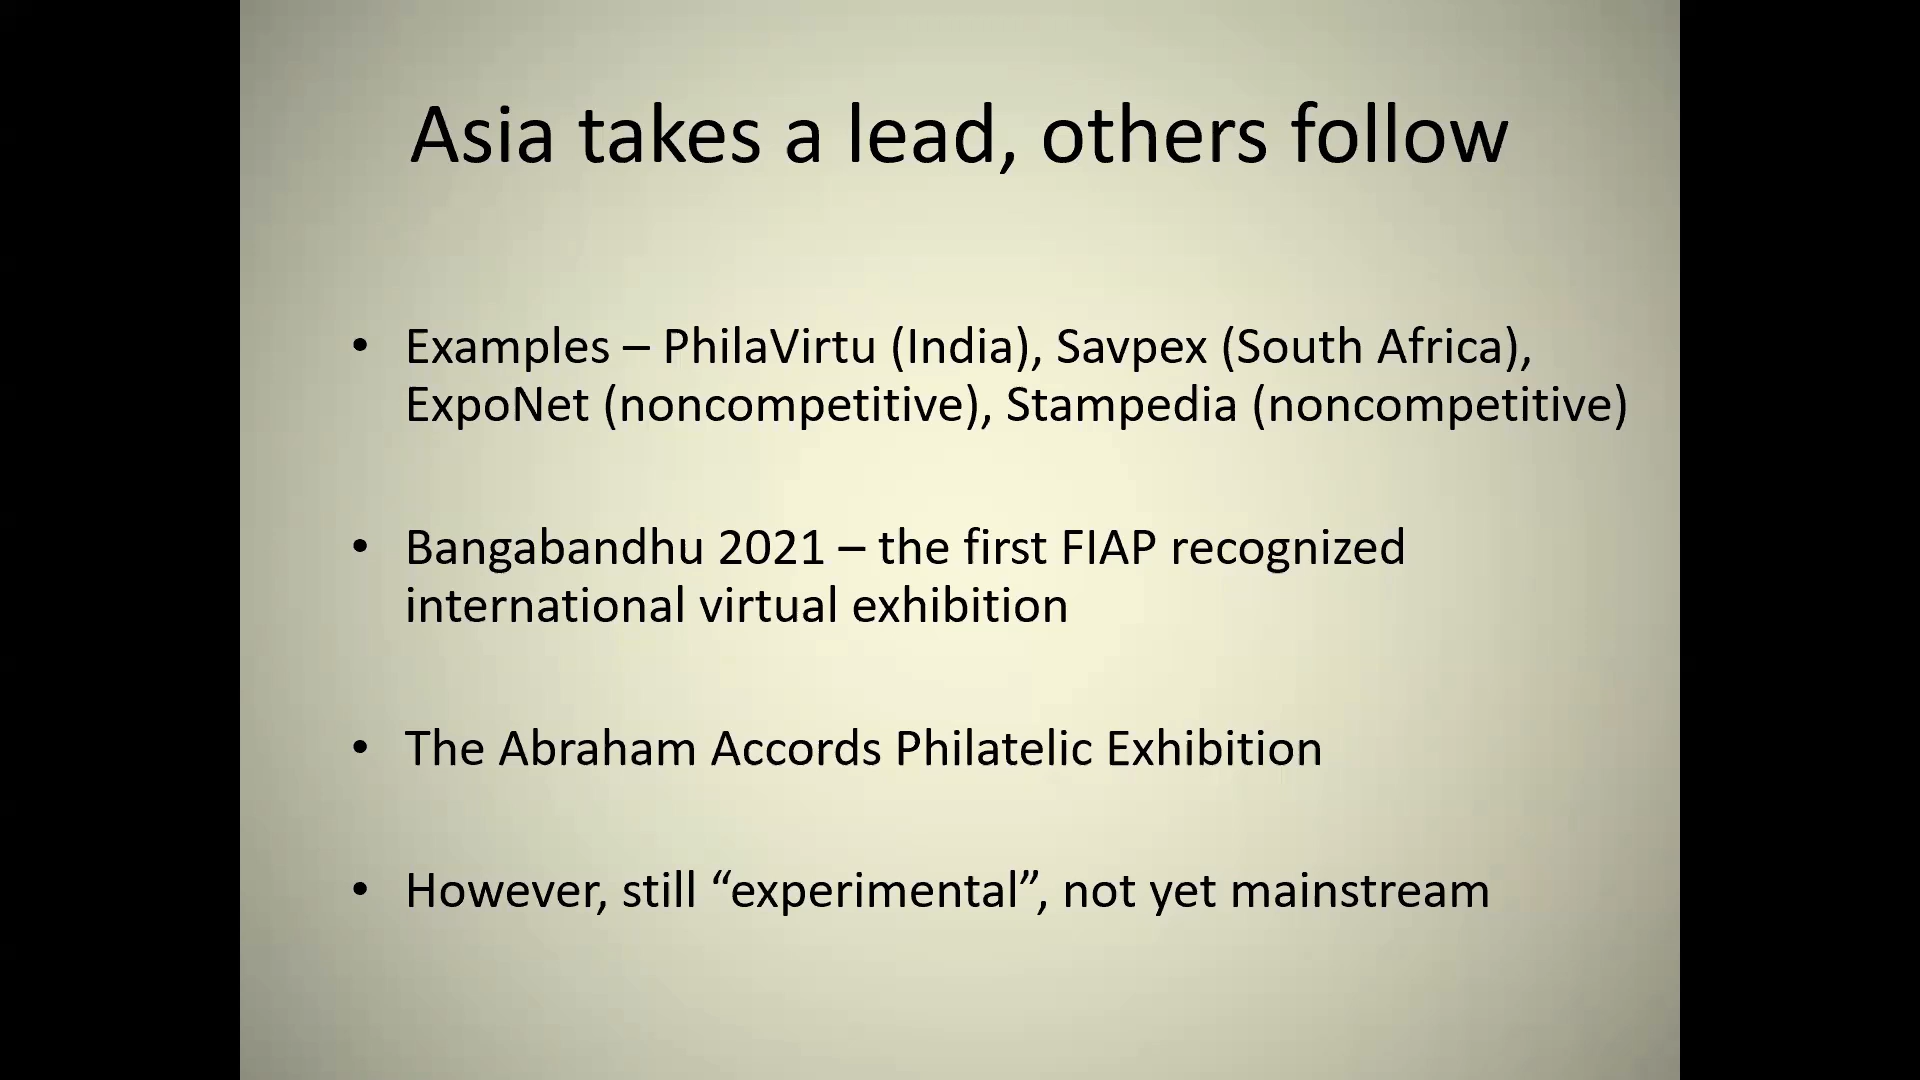 Asia takes a lead, others follow
• Examples – PhilaVirtu (India), Savpex (South Africa),
ExpoNet (noncompetitive), Stampedia (noncompetitive)
• Bangabandhu 2021 – the first FIAP recognized
international virtual exhibition
• The Abraham Accords Philatelic Exhibition
• However, still “experimental”, not yet mainstream